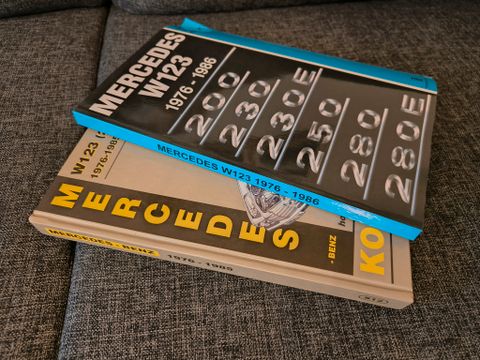 MERCEDES
W123
1976 - 1986
200
230
230E
250
280
280E
MERCEDES W123 1976 - 1986
W123 (
1976-1985
MERCEDES
- BENZ
KO
MERCEDES - BENZ 1976 - 1985